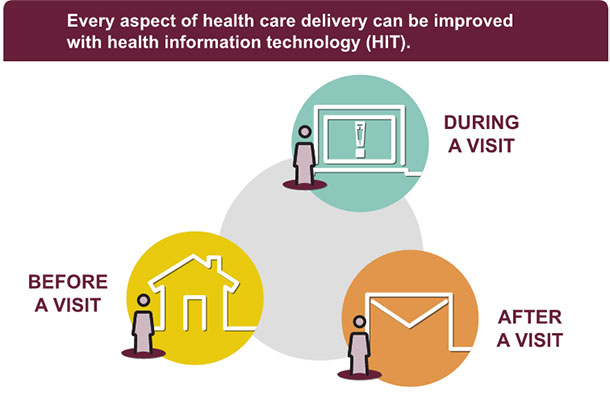 Every aspect of health care delivery can be improved
with health information technology (HIT).
DURING
A VISIT
BEFORE
A VISIT
AFTER
A VISIT